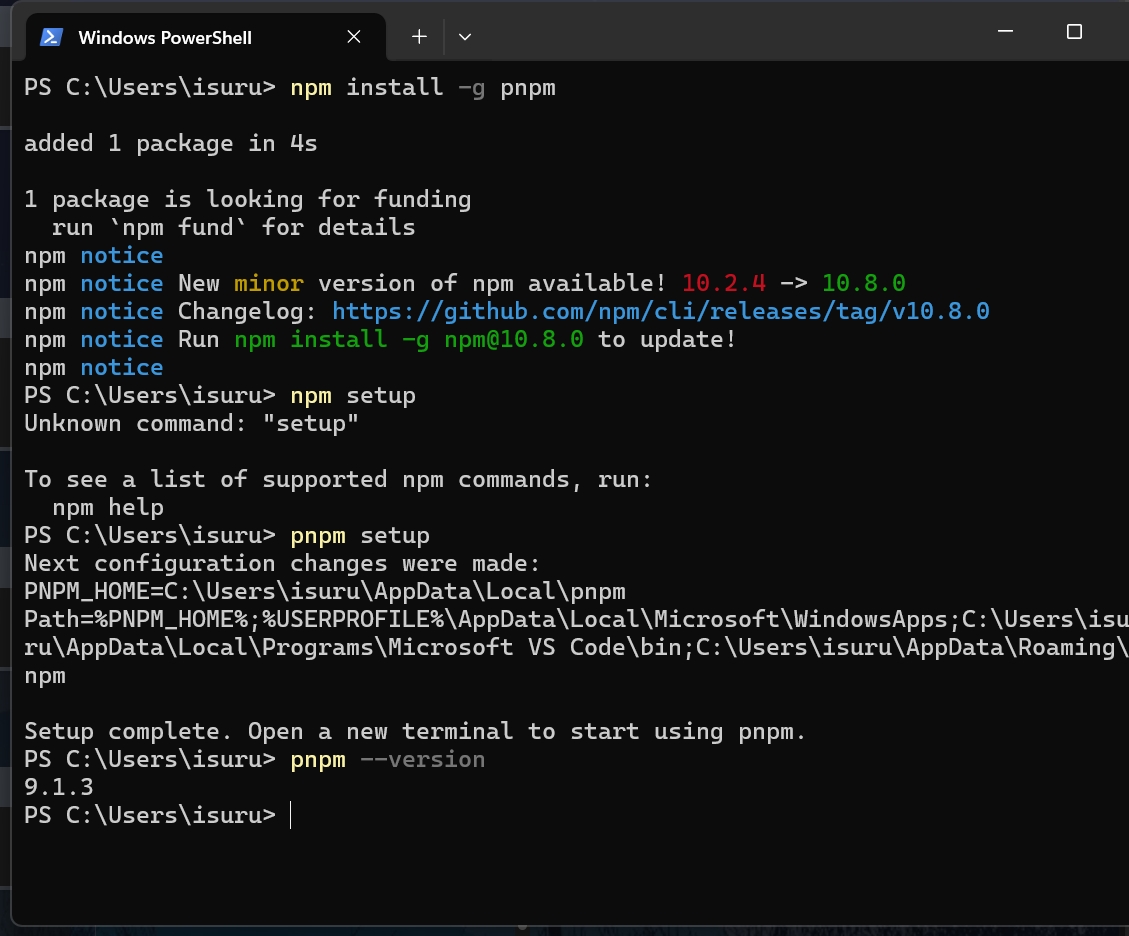 Windows PowerShell
PS C:\Users\isuru> npm install -g pnpm
added 1 package in 4s
1 package is looking for funding
  run `npm fund` for details
npm notice
npm notice New minor version of npm available! 10.2.4 -> 10.8.0
npm notice Changelog: https://github.com/npm/cli/releases/tag/v10.8.0
npm notice Run npm install -g npm@10.8.0 to update!
npm notice
PS C:\Users\isuru> npm setup
Unknown command: "setup"
To see a list of supported npm commands, run:
  npm help
PS C:\Users\isuru> pnpm setup
Next configuration changes were made:
PNPM_HOME=C:\Users\isuru\AppData\Local\pnpm
Path=%PNPM_HOME%;%USERPROFILE%\AppData\Local\Microsoft\WindowsApps;C:\Users\isu
ru\AppData\Local\Programs\Microsoft VS Code\bin;C:\Users\isuru\AppData\Roaming\
npm
Setup complete. Open a new terminal to start using pnpm.
PS C:\Users\isuru> pnpm --version
9.1.3
PS C:\Users\isuru>